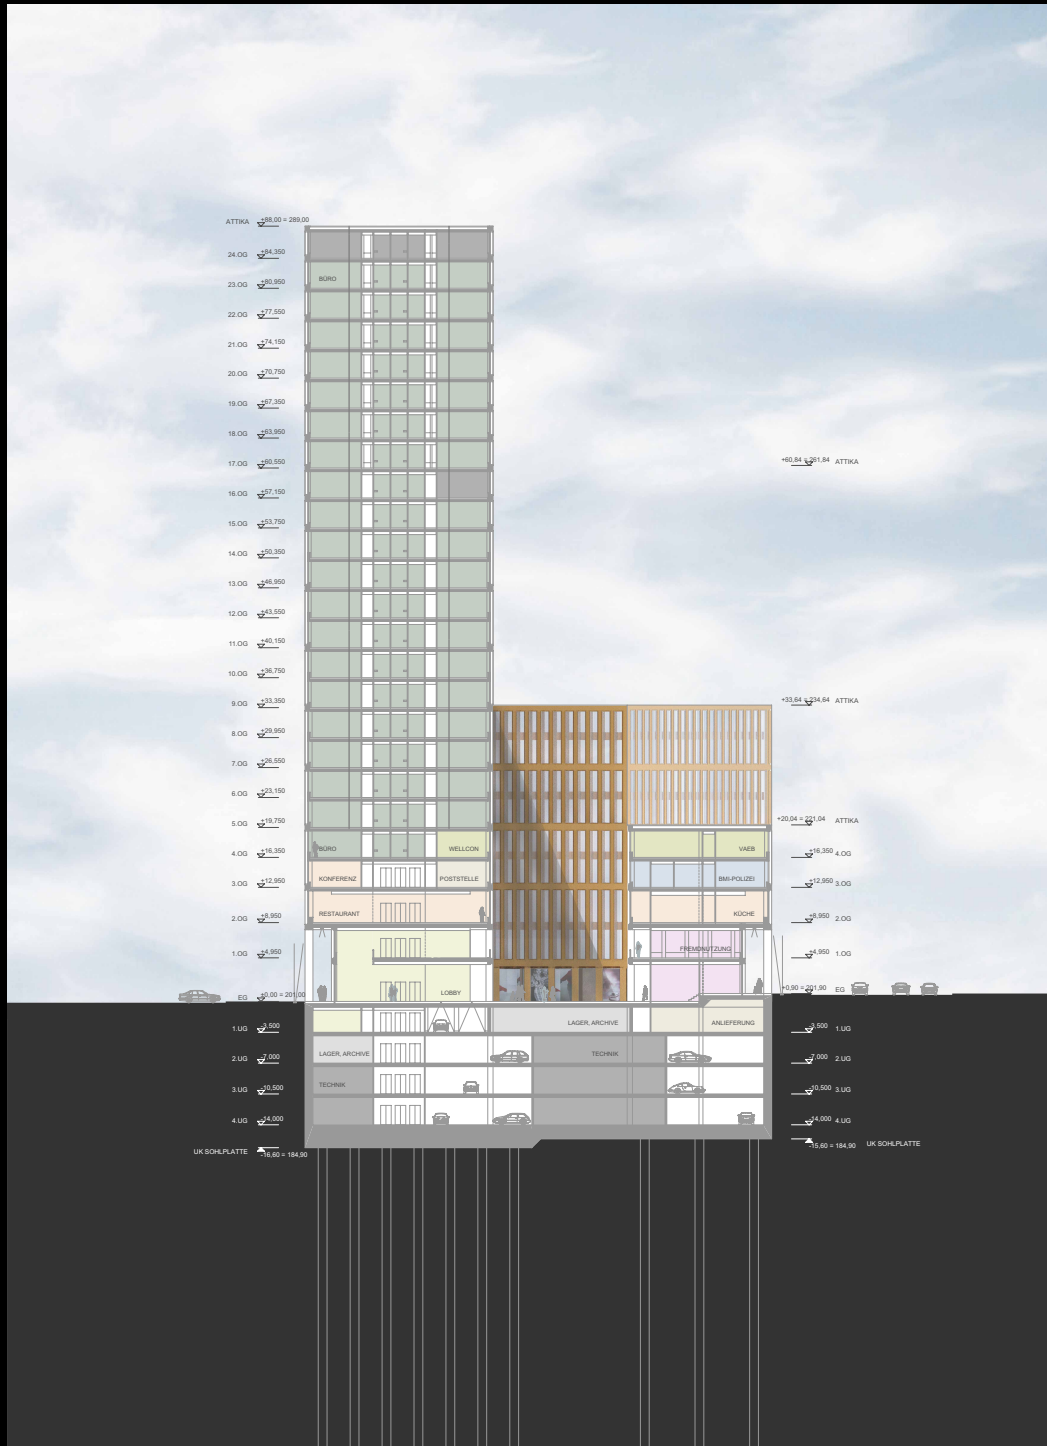 ATTIKA +88,00 = 289,00
24.OG +84,350
BÜRO
23.OG +80,950
22.OG +77,550
21.OG +74,150
20.OG +70,750
19.OG +67,350
18.OG +63,950
17.OG +60,550
+60,84 = 261,84 ATTIKA
16.OG +57,150
15.OG +53,750
14.OG +50,350
13.OG +46,950
12.OG +43,550
11.OG +40,150
10.OG +36,750
9.OG +33,350
+33,64 = 234,64 ATTIKA
8.OG +29,950
7.OG +26,550
6.OG +23,150
5.OG +19,750
+20,04 = 221,04 ATTIKA
BÜRO WELLCON VAEB
4.OG +16,350
+16,350 4.OG
KONFERENZ POSTSTELLE BMI-POLIZEI
3.OG +12,950
+12,950 3.OG
RESTAURANT KÜCHE
2.OG +8,950
+8,950 2.OG
FREMDNUTZUNG
1.OG +4,950
+4,950 1.OG
LOBBY
EG +0,00 = 201,00
+0,90 = 201,90 EG
LAGER, ARCHIVE ANLIEFERUNG
1.UG -3,500
-3,500 1.UG
LAGER, ARCHIVE TECHNIK
2.UG -7,000
-7,000 2.UG
TECHNIK
3.UG -10,500
-10,500 3.UG
4.UG -14,000
-14,000 4.UG
UK SOHLPLATTE -16,60 = 184,90
-15,60 = 184,90 UK SOHLPLATTE